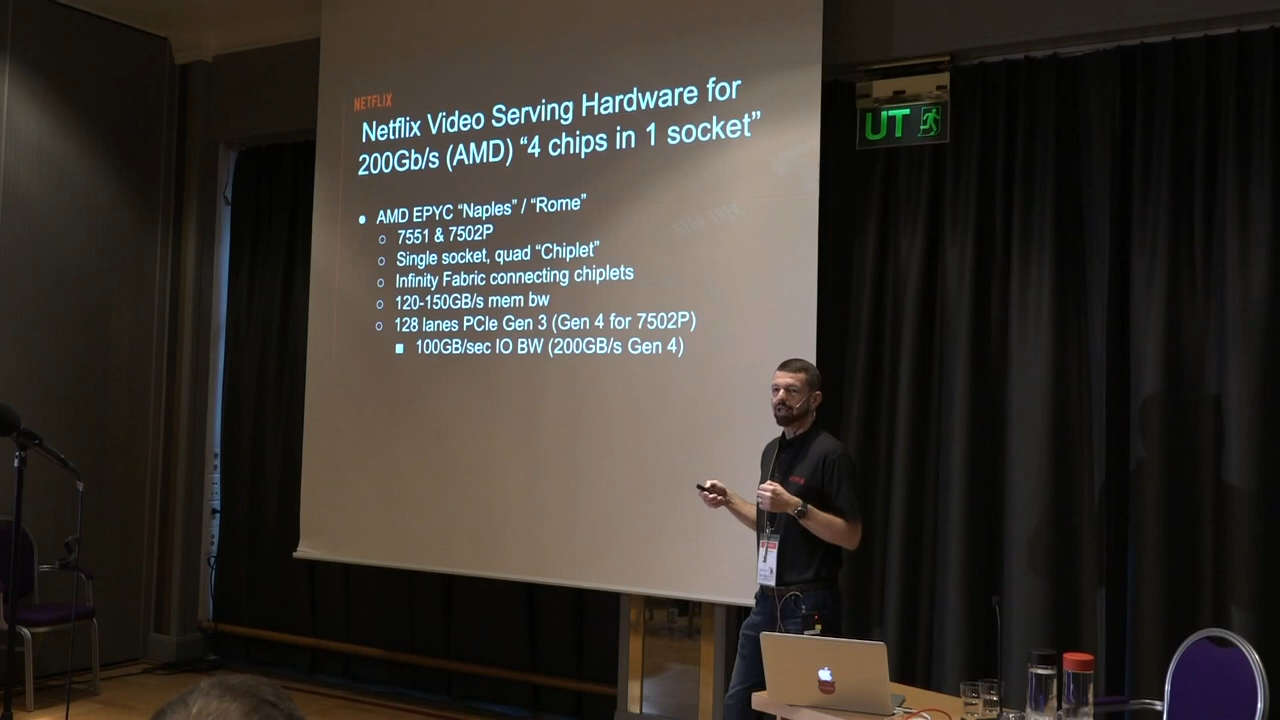 NETFLIX
Netflix Video Serving Hardware for
200Gb/s (AMD) “4 chips in 1 socket”
● AMD EPYC “Naples” / “Rome”
○ 7551 & 7502P
○ Single socket, quad “Chiplet”
○ Infinity Fabric connecting chiplets
○ 120-150GB/s mem bw
○ 128 lanes PCIe Gen 3 (Gen 4 for 7502P)
■ 100GB/sec IO BW (200GB/s Gen 4)
UT
NETFLIX